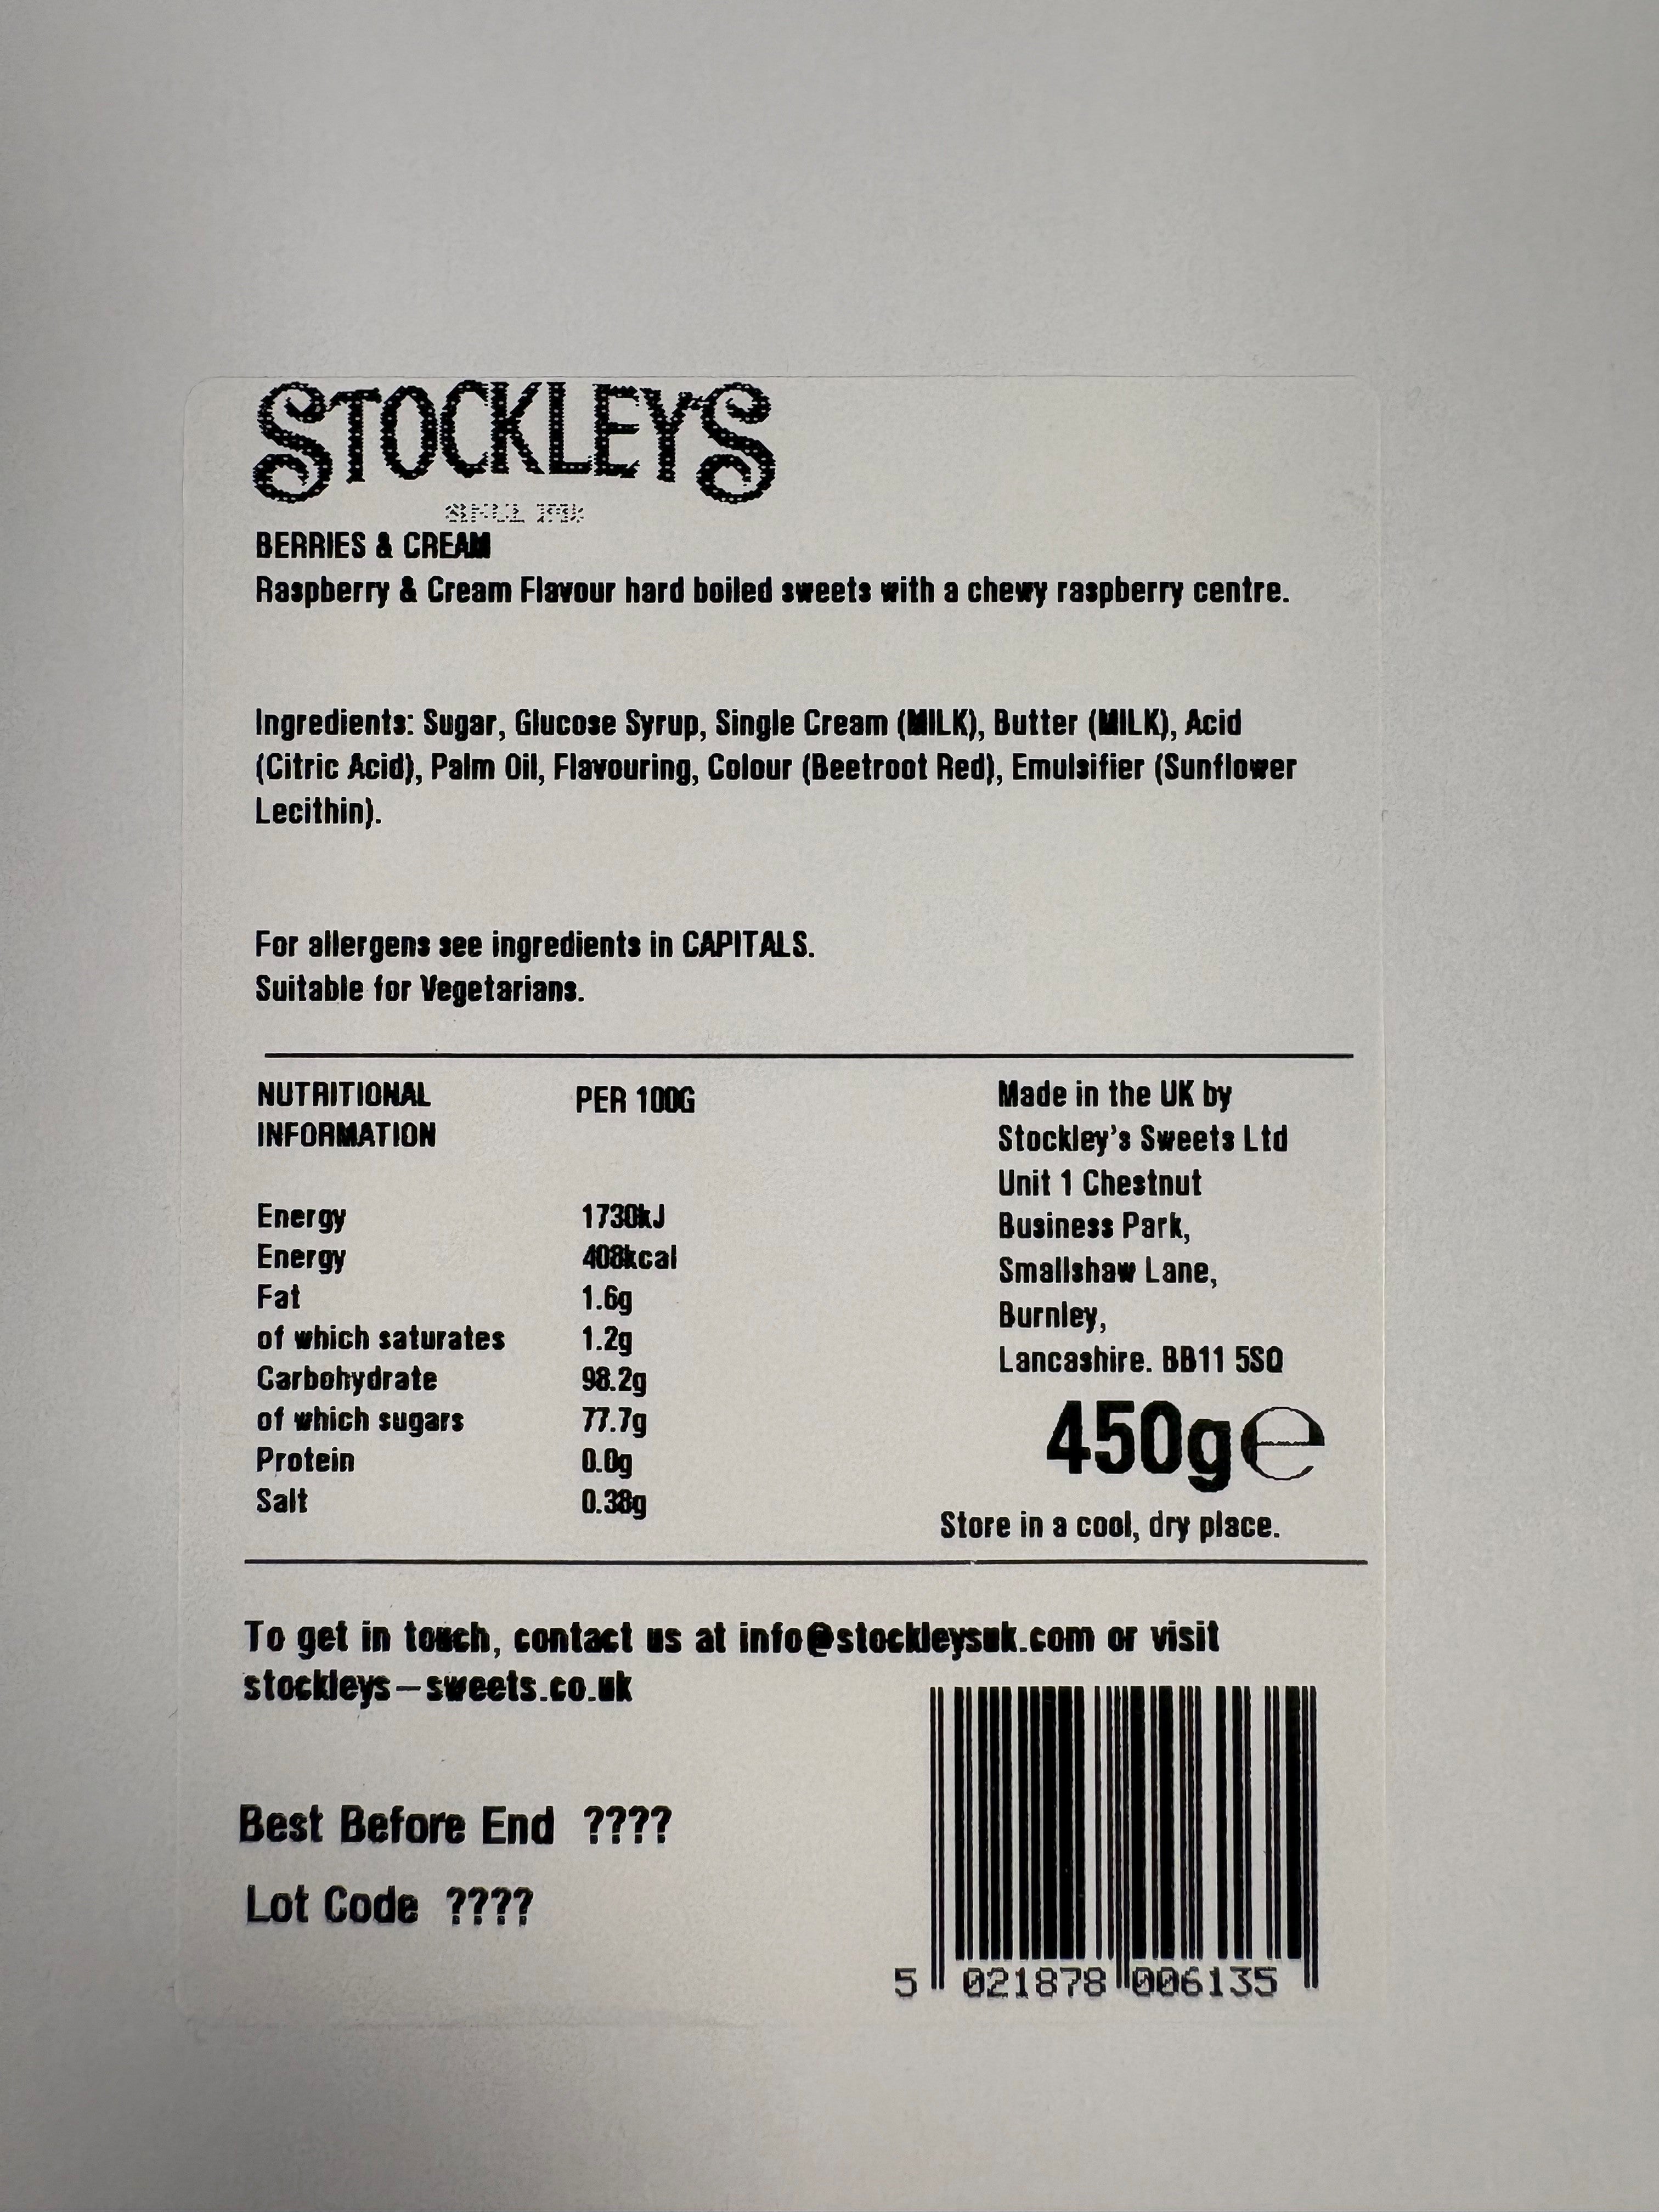 STOCKLEY'S
BERRIES & CREAM
Raspberry & Cream Flavour hard boiled sweets with a chewy raspberry centre.
Ingredients: Sugar, Glucose Syrup, Single Cream (MILK), Butter (MILK), Acid
(Citric Acid), Palm Oil, Flavouring, Colour (Beetroot Red), Emulsifier (Sunflower
Lecithin).
For allergens see ingredients in CAPITALS.
Suitable for Vegetarians.
NUTRITIONAL INFORMATION PER 100G
Energy 1730kJ
Energy 408kcal
Fat 1.6g
of which saturates 1.2g
Carbohydrate 98.2g
of which sugars 77.7g
Protein 0.0g
Salt 0.38g
Made in the UK by
Stockley's Sweets Ltd
Unit 1 Chestnut
Business Park,
Smallshaw Lane,
Burnley,
Lancashire. BB11 5SQ
450g℮
Store in a cool, dry place.
To get in touch, contact us at info@stockleysuk.com or visit
stockleys-sweets.co.uk
Best Before End ????
Lot Code ????
5 021878 006135